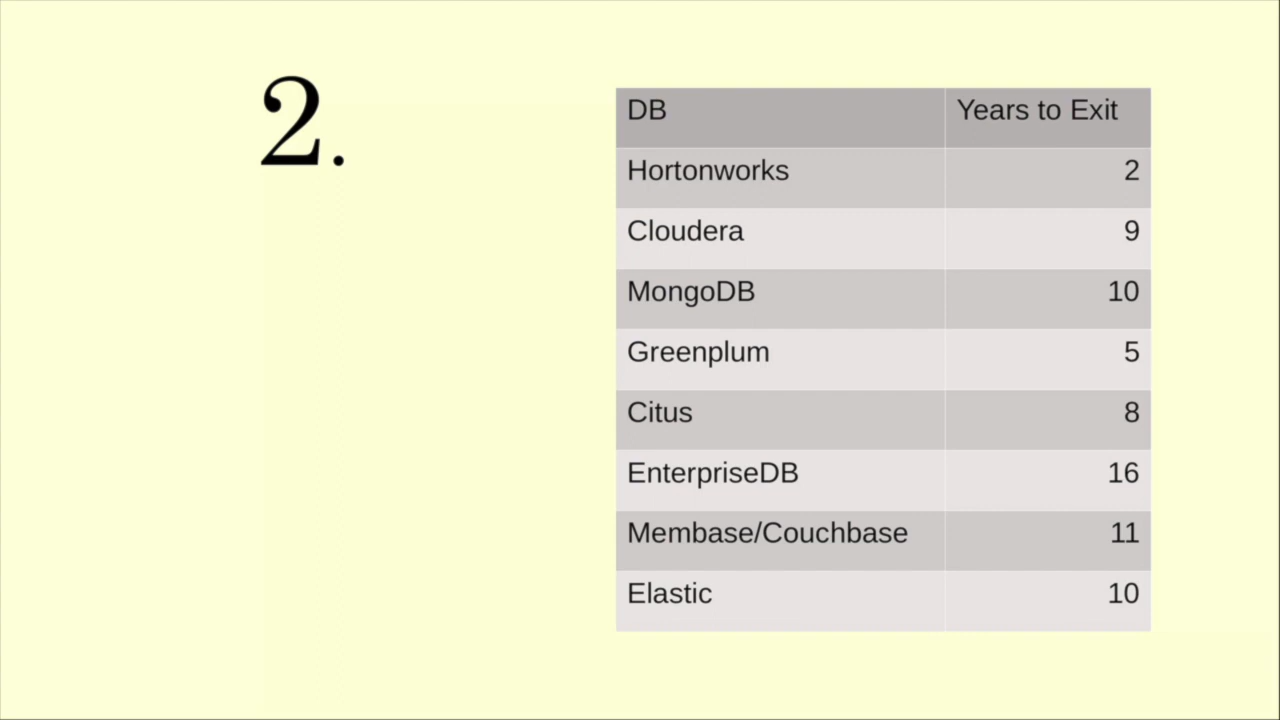 2.
DB Years to Exit
Hortonworks 2
Cloudera 9
MongoDB 10
Greenplum 5
Citus 8
EnterpriseDB 16
Membase/Couchbase 11
Elastic 10